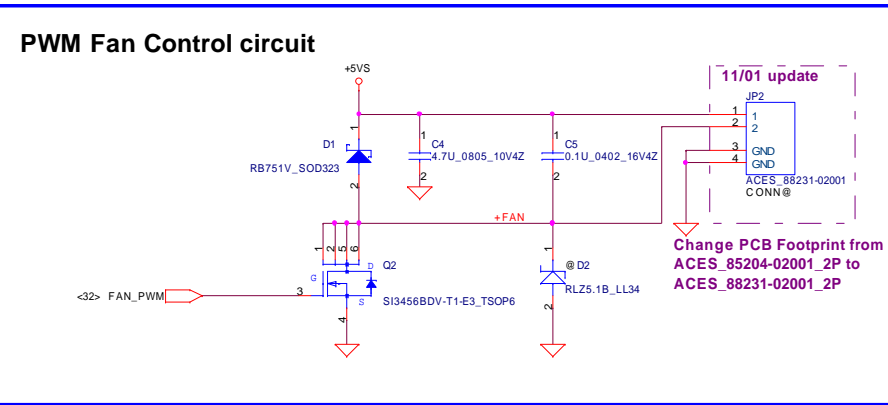 PWM Fan Control circuit
+5VS
11/01 update
JP2
1
2
3
4
1
2
GND
GND
ACES_88231-02001
CONN@
D1
1
2
RB751V_SOD323
1
C4
4.7U_0805_10V4Z
2
1
C5
0.1U_0402_16V4Z
2
+FAN
Change PCB Footprint from
ACES_85204-02001_2P to
ACES_88231-02001_2P
1
2
5
6
D
Q2
G
S
SI3456BDV-T1-E3_TSOP6
<32> FAN_PWM
3
4
1
@ D2
RLZ5.1B_LL34
2